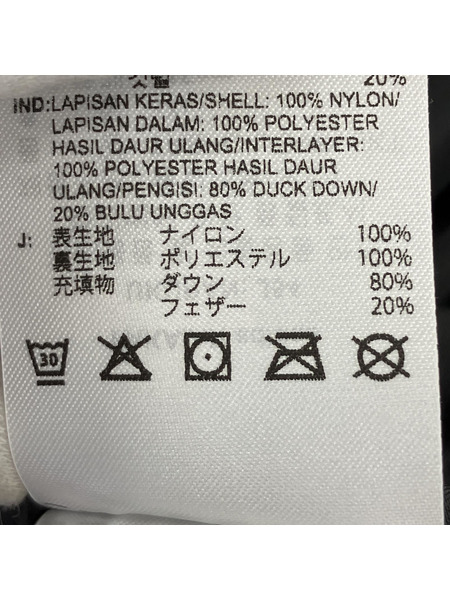 깃털 20%
IND:LAPISAN KERAS/SHELL: 100% NYLON/
LAPISAN DALAM: 100% POLYESTER
HASIL DAUR ULANG/INTERLAYER:
100% POLYESTER HASIL DAUR
ULANG/PENGISI: 80% DUCK DOWN/
20% BULU UNGGAS
J: 表生地 ナイロン 100%
裏生地 ポリエステル 100%
充填物 ダウン 80%
フェザー 20%
30